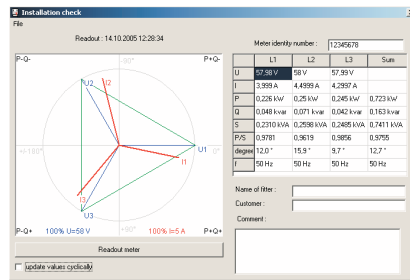 Installation check
File
Readout : 14.10.2005 12:28:34
Meter identity number : 12345678
P-Q- -90° P+Q-
U2 I2
+/-180° U1
I1
I3
U3
P-Q+ 100% U=58 V +90° 100% I=5 A P+Q+
L1 L2 L3 Sum
U 57,98 V 58 V 57,99 V
I 3,999 A 4,4999 A 4,2997 A
P 0,226 kW 0,25 kW 0,245 kW 0,723 kW
Q 0,048 kvar 0,071 kvar 0,042 kvar 0,163 kvar
S 0,2310 kVA 0,2598 kVA 0,2485 kVA 0,7411 kVA
P/S 0,9781 0,9619 0,9856 0,9755
degree 12,0 ° 15,9 ° 9,7 ° 12,7 °
f 50 Hz 50 Hz 50 Hz 50 Hz
Name of fitter :
Customer :
Comment :
Readout meter
update values cyclically